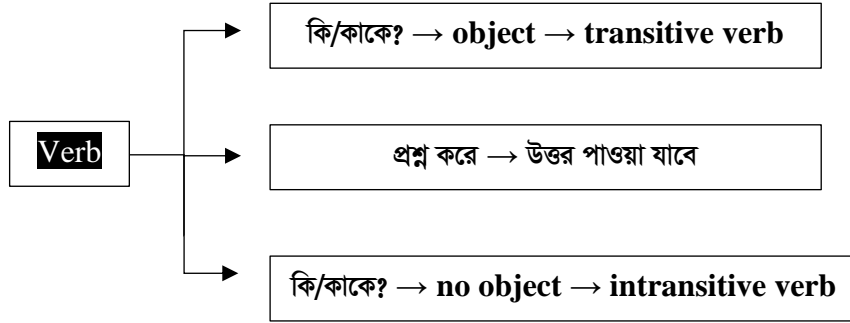 কি/কাকে? → object → transitive verb
Verb
প্রশ্ন করে → উত্তর পাওয়া যাবে
কি/কাকে? → no object → intransitive verb